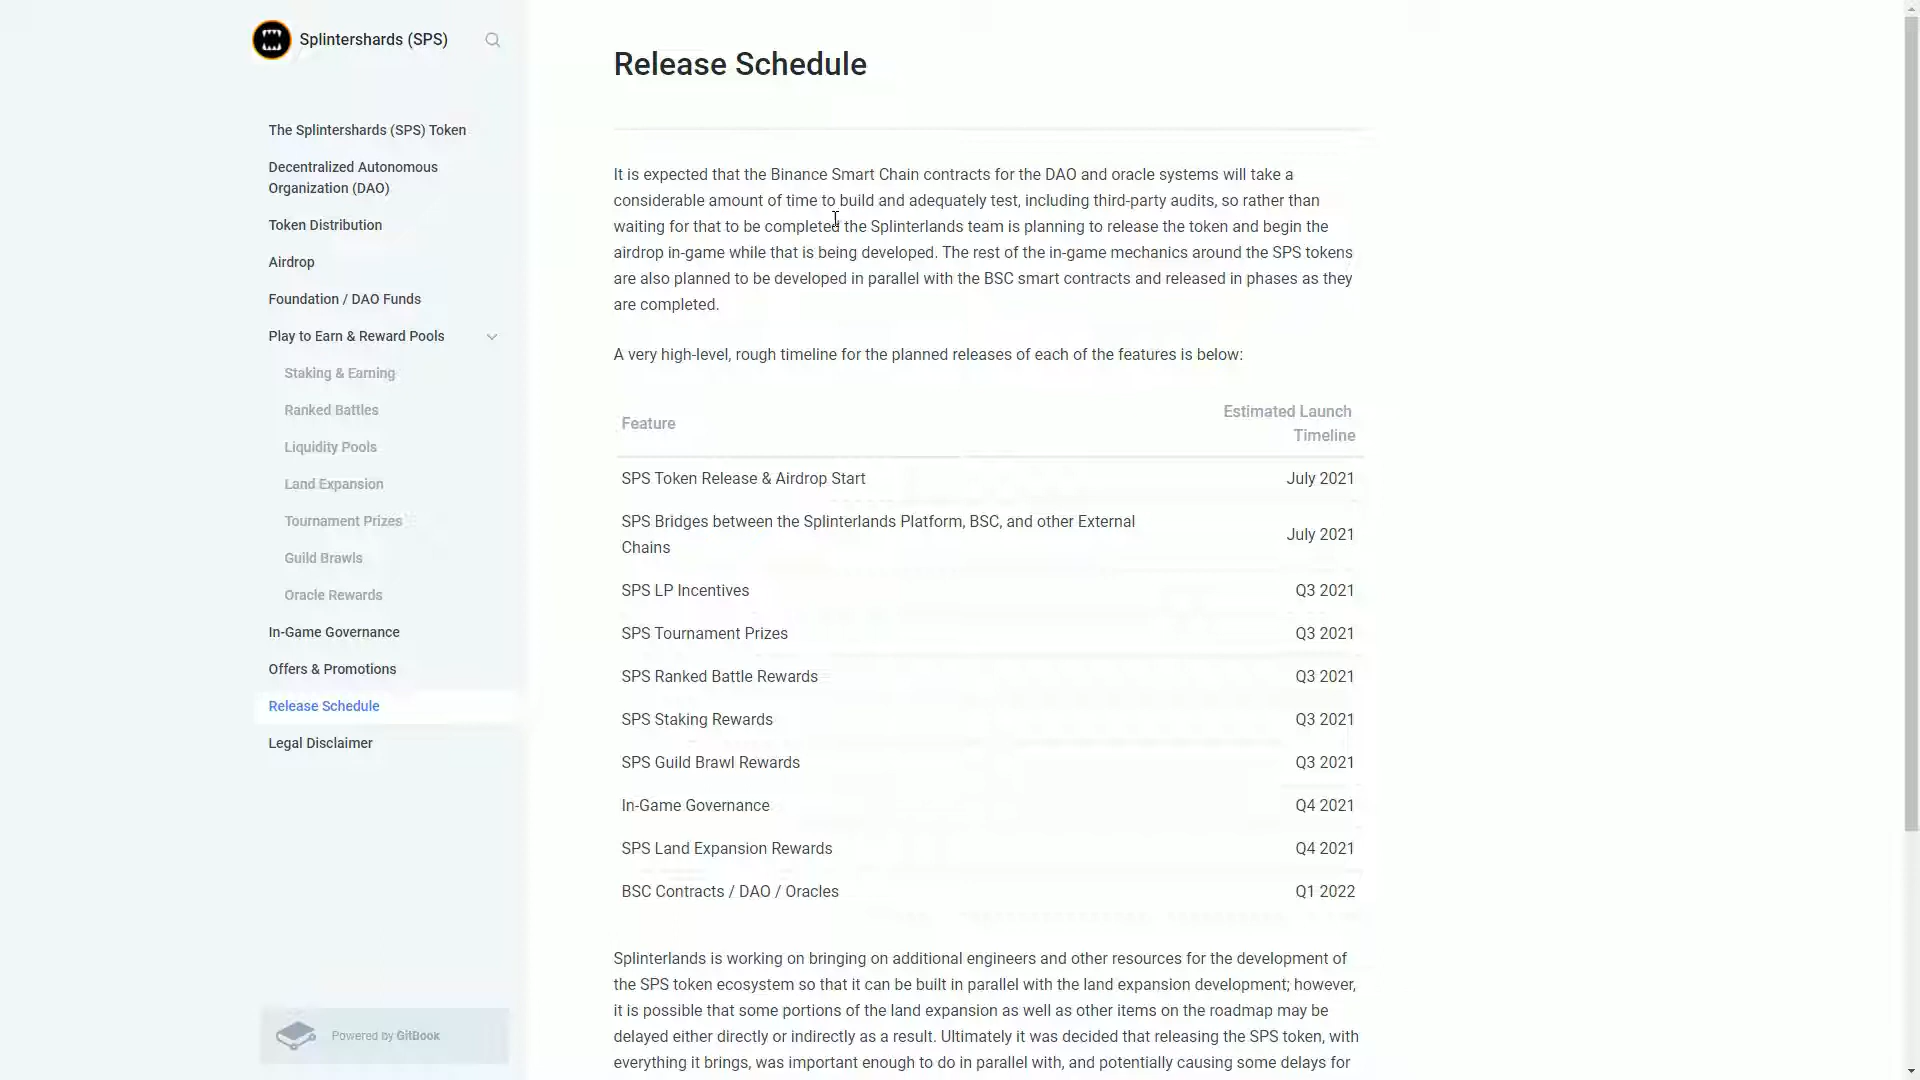 Splintershards (SPS)
The Splintershards (SPS) Token
Decentralized Autonomous
Organization (DAO)
Token Distribution
Airdrop
Foundation / DAO Funds
Play to Earn & Reward Pools
Staking & Earning
Ranked Battles
Liquidity Pools
Land Expansion
Tournament Prizes
Guild Brawls
Oracle Rewards
In-Game Governance
Offers & Promotions
Release Schedule
Legal Disclaimer
Powered by GitBook
Release Schedule
It is expected that the Binance Smart Chain contracts for the DAO and oracle systems will take a
considerable amount of time to build and adequately test, including third-party audits, so rather than
waiting for that to be completed the Splinterlands team is planning to release the token and begin the
airdrop in-game while that is being developed. The rest of the in-game mechanics around the SPS tokens
are also planned to be developed in parallel with the BSC smart contracts and released in phases as they
are completed.
A very high-level, rough timeline for the planned releases of each of the features is below:
Feature
Estimated Launch
Timeline
SPS Token Release & Airdrop Start July 2021
SPS Bridges between the Splinterlands Platform, BSC, and other External
Chains
July 2021
SPS LP Incentives Q3 2021
SPS Tournament Prizes Q3 2021
SPS Ranked Battle Rewards Q3 2021
SPS Staking Rewards Q3 2021
SPS Guild Brawl Rewards Q3 2021
In-Game Governance Q4 2021
SPS Land Expansion Rewards Q4 2021
BSC Contracts / DAO / Oracles Q1 2022
Splinterlands is working on bringing on additional engineers and other resources for the development of
the SPS token ecosystem so that it can be built in parallel with the land expansion development; however,
it is possible that some portions of the land expansion as well as other items on the roadmap may be
delayed either directly or indirectly as a result. Ultimately it was decided that releasing the SPS token, with
everything it brings, was important enough to do in parallel with, and potentially causing some delays for